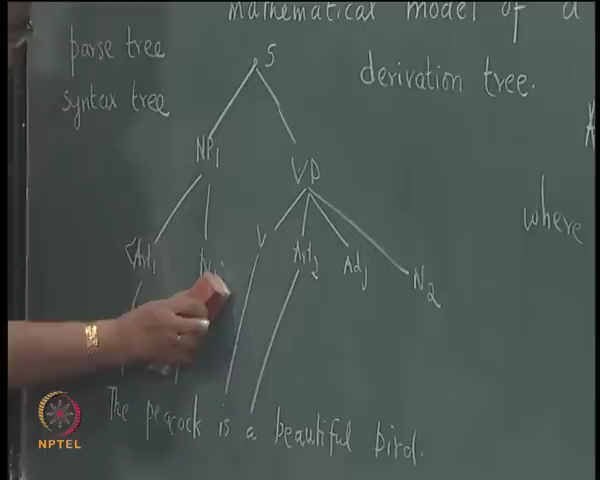 Mathematical model of a
parse tree
syntax tree
derivation tree.
S
NP1
VP
where
<Art1
V
Art2
Adj
N2
The peacock is a beautiful bird.
NPTEL